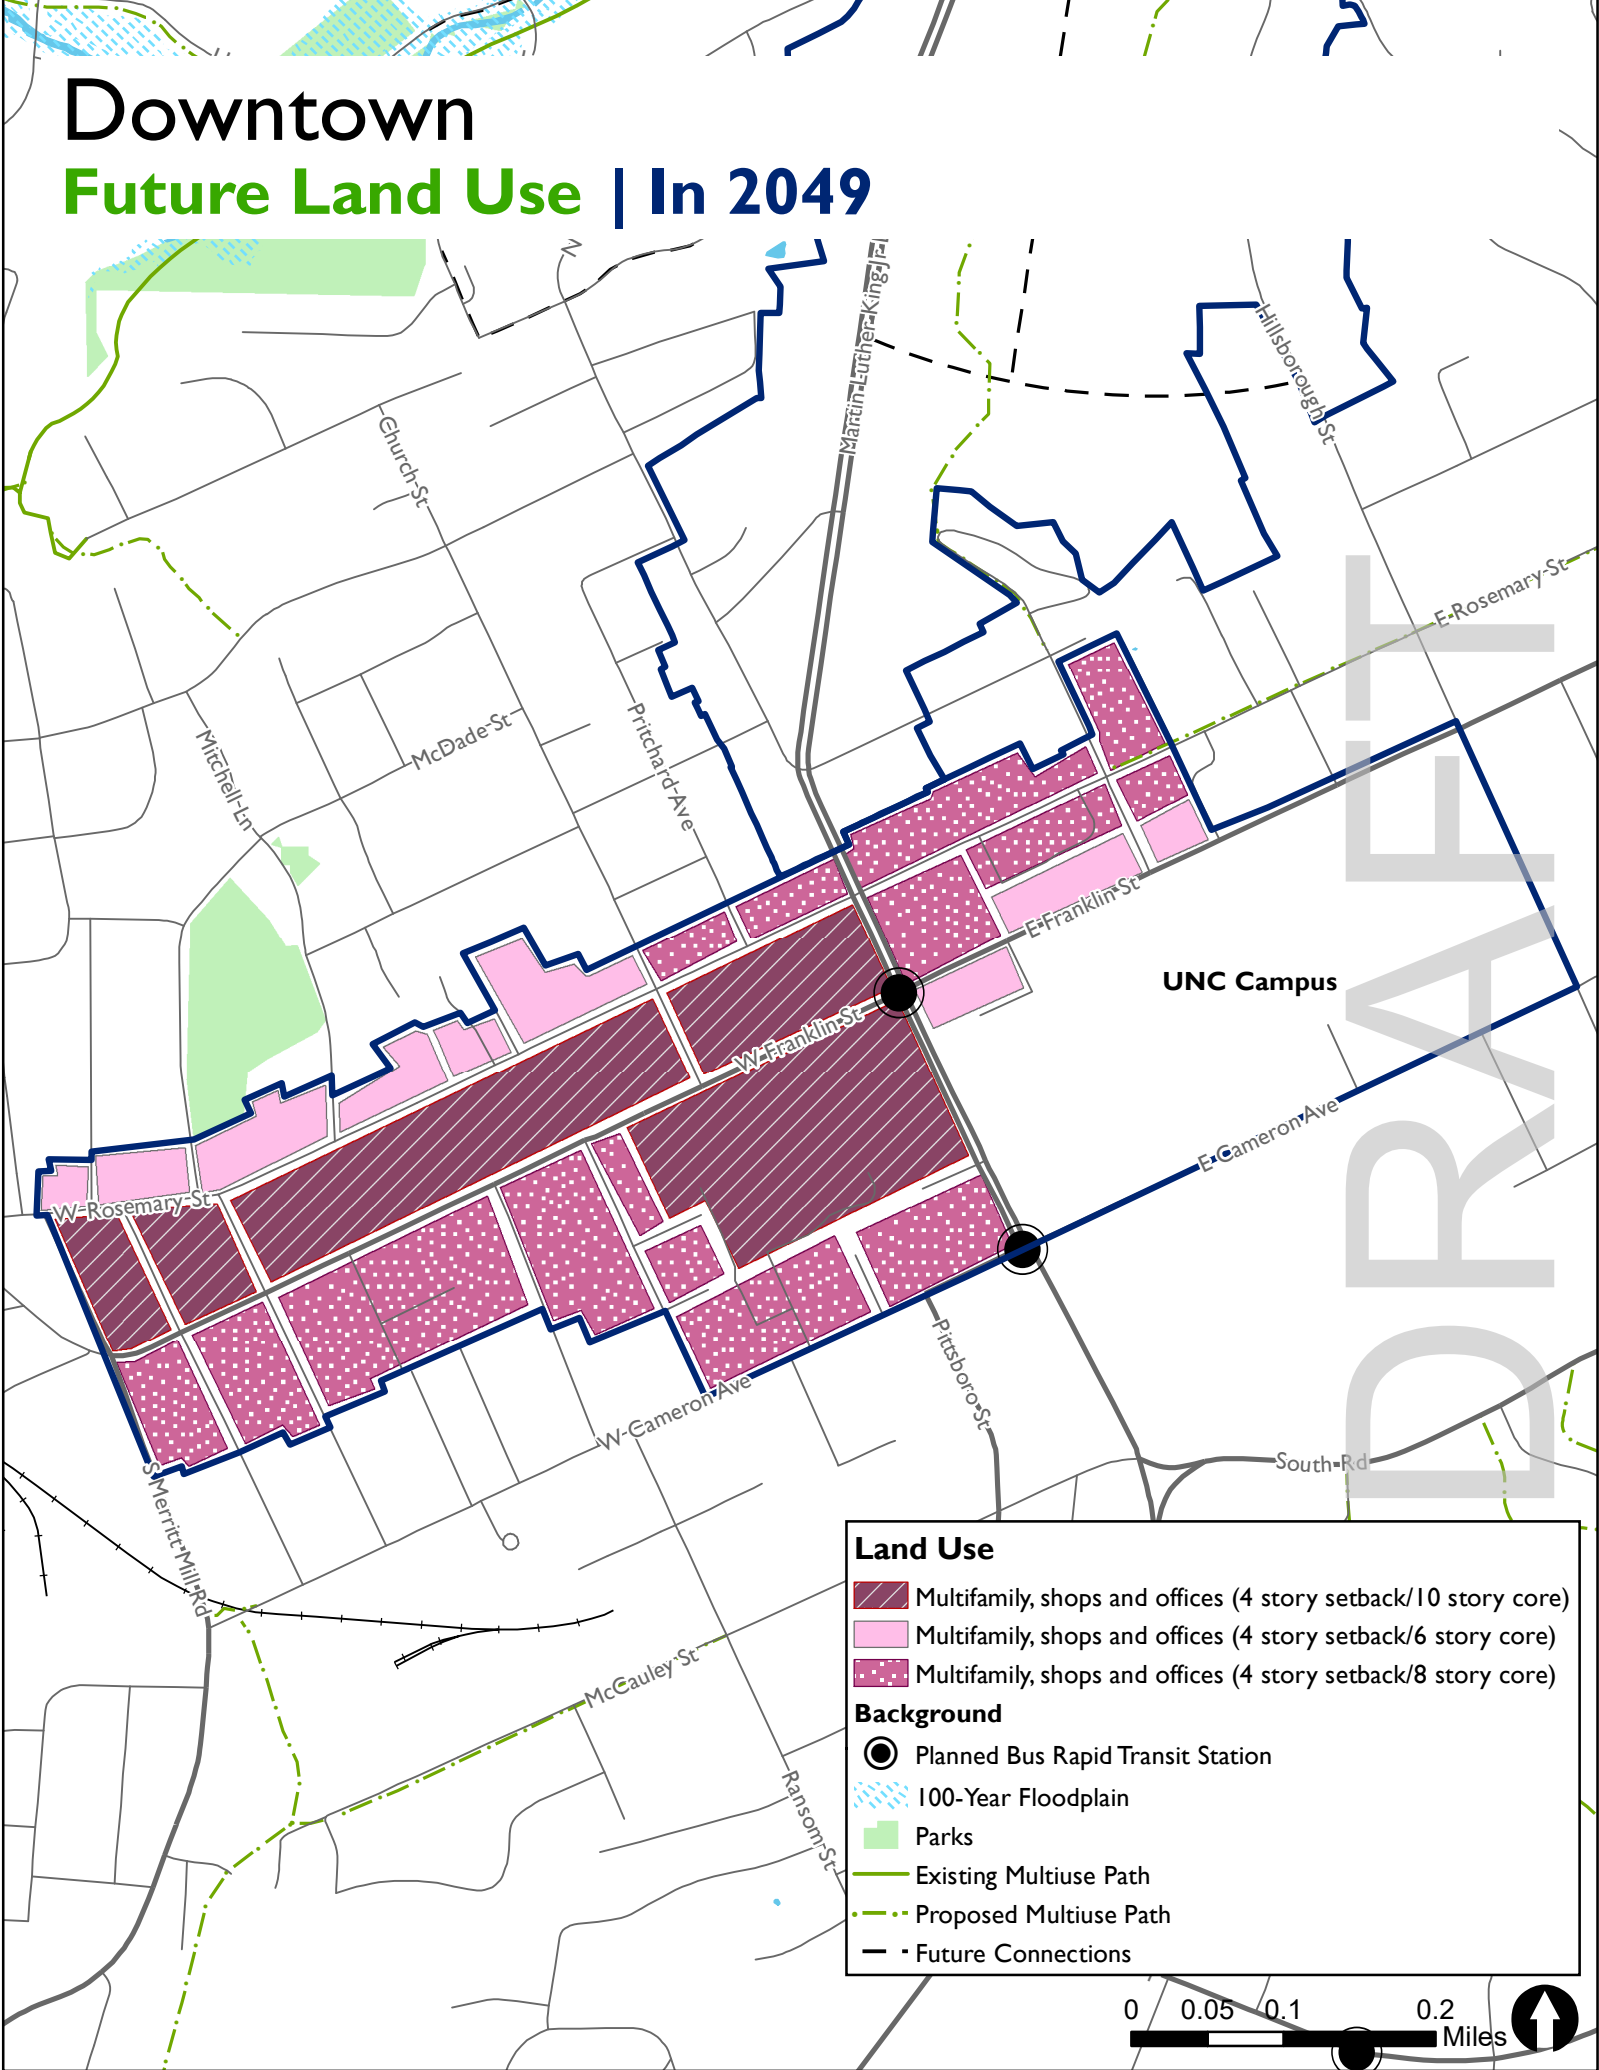 Downtown
Future Land Use | In 2049
N
Martin Luther King Jr
Hillsborough St
Church St
E Rosemary St
McDade St
Pritchard Ave
Mitchell Ln
E Franklin St
UNC Campus
W Franklin St
E Cameron Ave
W Rosemary St
Pittsboro St
W Cameron Ave
South Rd
S Merritt Mill Rd
McCauley St
Ransom St
DRAFT
Land Use
Multifamily, shops and offices (4 story setback/10 story core)
Multifamily, shops and offices (4 story setback/6 story core)
Multifamily, shops and offices (4 story setback/8 story core)
Background
Planned Bus Rapid Transit Station
100-Year Floodplain
Parks
Existing Multiuse Path
Proposed Multiuse Path
Future Connections
0 0.05 0.1 0.2
Miles